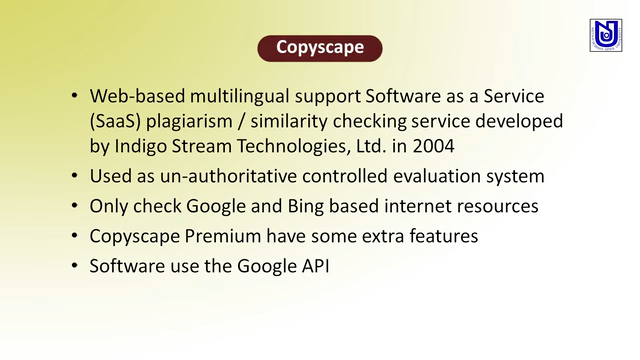 Copyscape
• Web-based multilingual support Software as a Service
(SaaS) plagiarism / similarity checking service developed
by Indigo Stream Technologies, Ltd. in 2004
• Used as un-authoritative controlled evaluation system
• Only check Google and Bing based internet resources
• Copyscape Premium have some extra features
• Software use the Google API